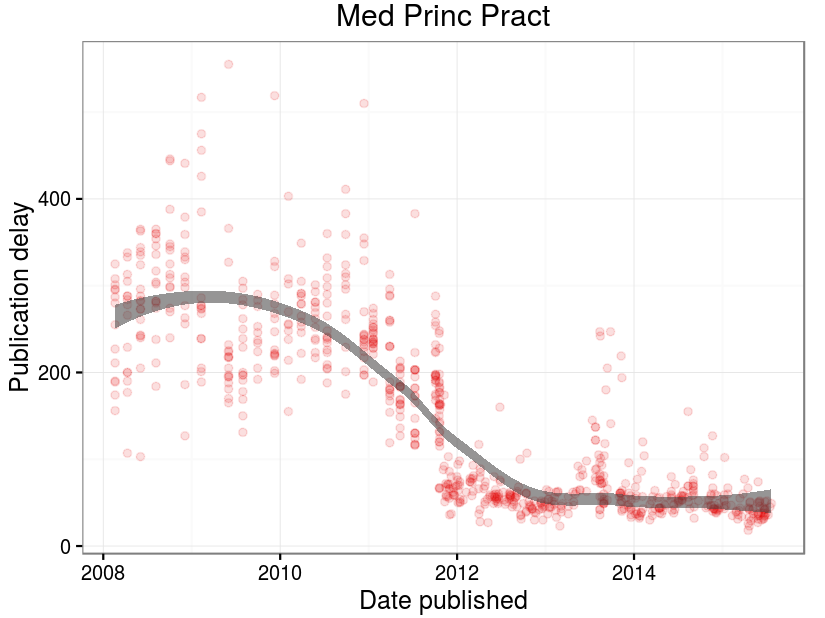 Med Princ Pract
Publication delay
400
200
0
2008 2010 2012 2014
Date published